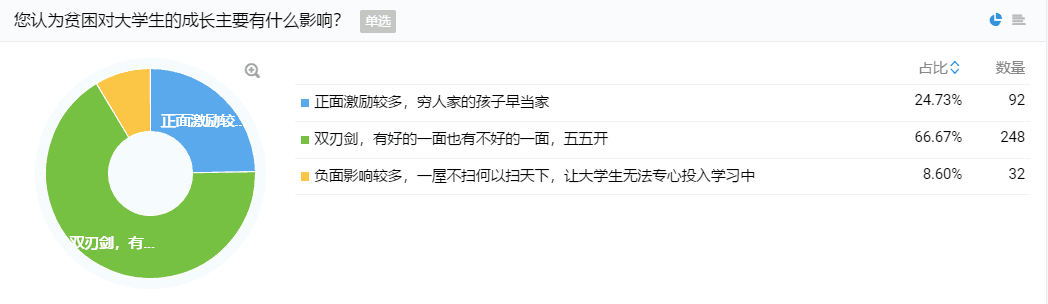 您认为贫困对大学生的成长主要有什么影响？ 单选
占比 数量
正面激励较多，穷人家的孩子早当家 24.73% 92
双刃剑，有好的一面也有不好的一面，五五开 66.67% 248
负面影响较多，一屋不扫何以扫天下，让大学生无法专心投入学习中 8.60% 32
正面激励较...
双刃剑，有...